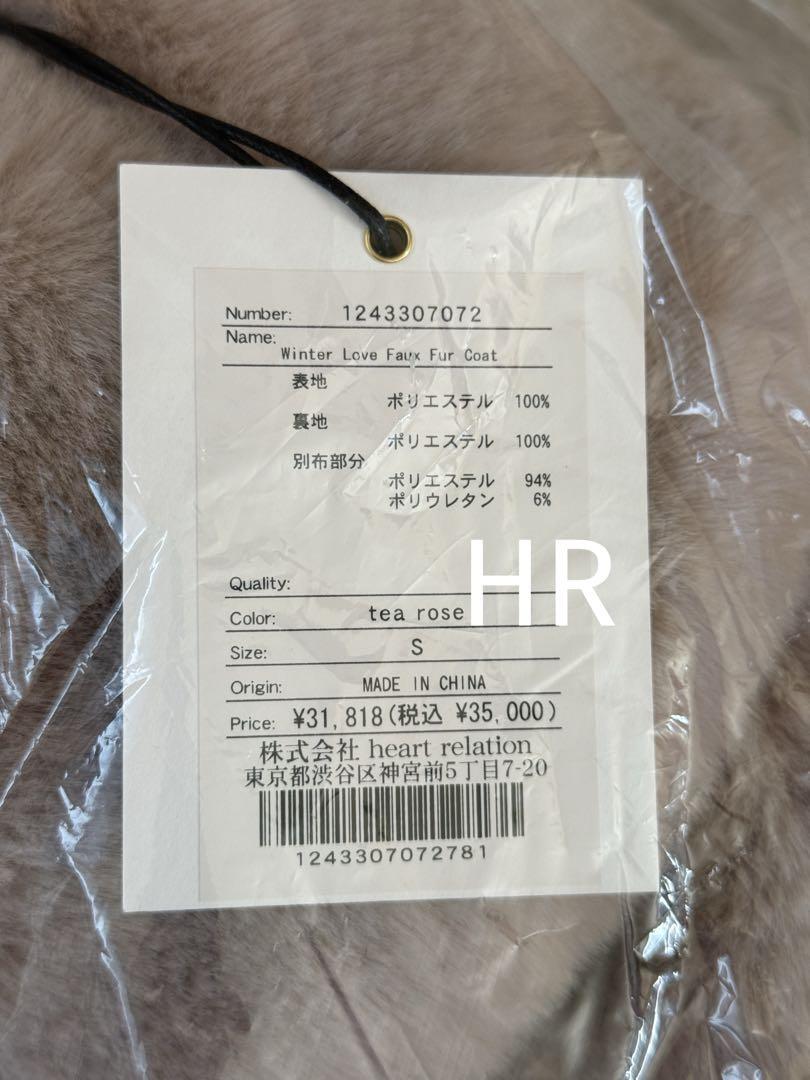 Number: 1243307072
Name:
Winter Love Faux Fur Coat
表地
ポリエステル 100%
裏地
ポリエステル 100%
別布部分
ポリエステル 94%
ポリウレタン 6%
HR
Quality:
Color: tea rose
Size: S
Origin: MADE IN CHINA
Price: ¥31,818(税込 ¥35,000)
株式会社 heart relation
東京都渋谷区神宮前5丁目7-20
1243307072781